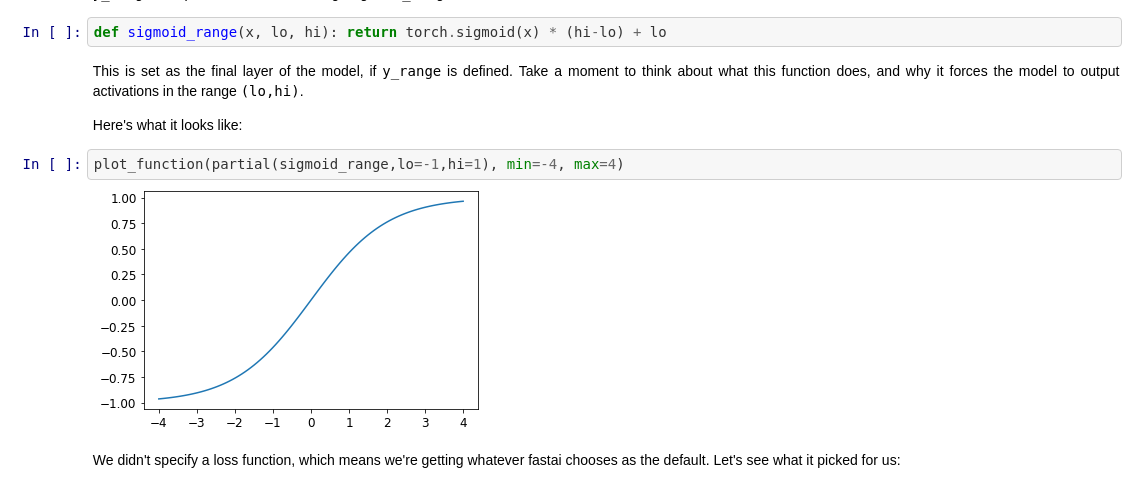 In [ ]: def sigmoid_range(x, lo, hi): return torch.sigmoid(x) * (hi-lo) + lo
This is set as the final layer of the model, if y_range is defined. Take a moment to think about what this function does, and why it forces the model to output
activations in the range (lo,hi).
Here's what it looks like:
In [ ]: plot_function(partial(sigmoid_range,lo=-1,hi=1), min=-4, max=4)
1.00
0.75
0.50
0.25
0.00
−0.25
−0.50
−0.75
−1.00
−4 −3 −2 −1 0 1 2 3 4
We didn't specify a loss function, which means we're getting whatever fastai chooses as the default. Let's see what it picked for us: